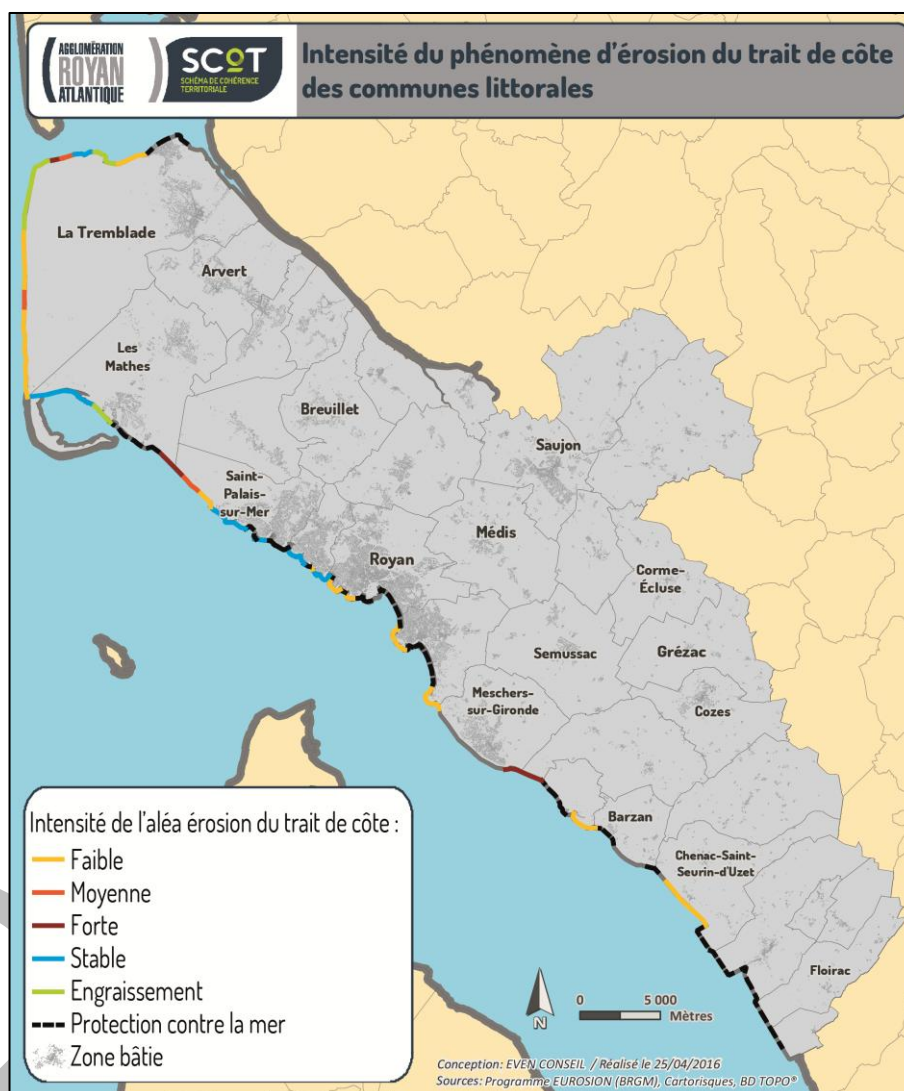 AGGLOMÉRATION
ROYAN
ATLANTIQUE
SCOT
SCHÉMA DE COHÉRENCE
TERRITORIALE
Intensité du phénomène d'érosion du trait de côte
des communes littorales
La Tremblade
Arvert
Les
Mathes
Breuillet
Saujon
Saint-
Palais-
sur-Mer
Médis
Royan
Corme-
Écluse
Semussac
Grézac
Meschers-
sur-Gironde
Cozes
Barzan
Chenac-Saint-
Seurin-d'Uzet
Floirac
Intensité de l'aléa érosion du trait de côte :
Faible
Moyenne
Forte
Stable
Engraissement
Protection contre la mer
Zone bâtie
N
0 5 000
Mètres
Conception: EVEN CONSEIL / Réalisé le 25/04/2016
Sources: Programme EUROSION (BRGM), Cartorisques, BD TOPO®